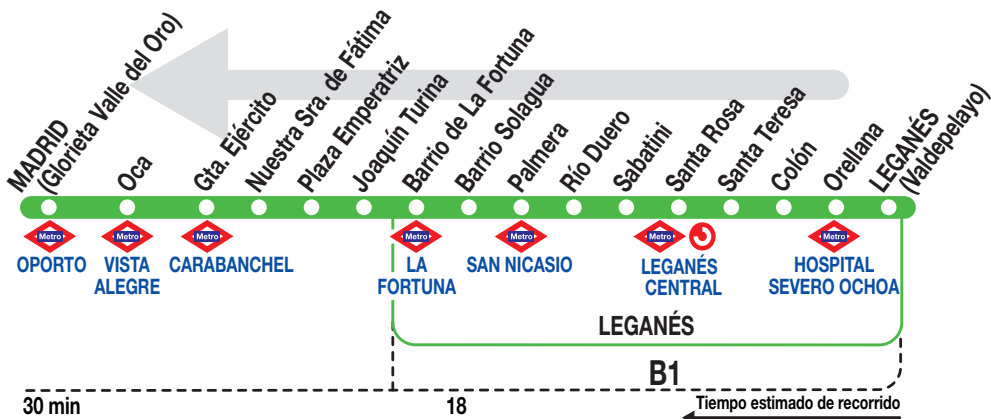 MADRID
(Glorieta Valle del Oro)
Oca
Gta. Ejército
Nuestra Sra. de Fátima
Plaza Emperatriz
Joaquín Turina
Barrio de La Fortuna
Barrio Solagua
Palmera
Río Duero
Sabatini
Santa Rosa
Santa Teresa
Colón
Orellana
LEGANÉS
(Valdepelayo)
Metro
OPORTO
Metro
VISTA
ALEGRE
Metro
CARABANCHEL
Metro
LA
FORTUNA
Metro
SAN NICASIO
Metro
LEGANÉS
CENTRAL
Metro
HOSPITAL
SEVERO OCHOA
LEGANÉS
B1
30 min
18
Tiempo estimado de recorrido